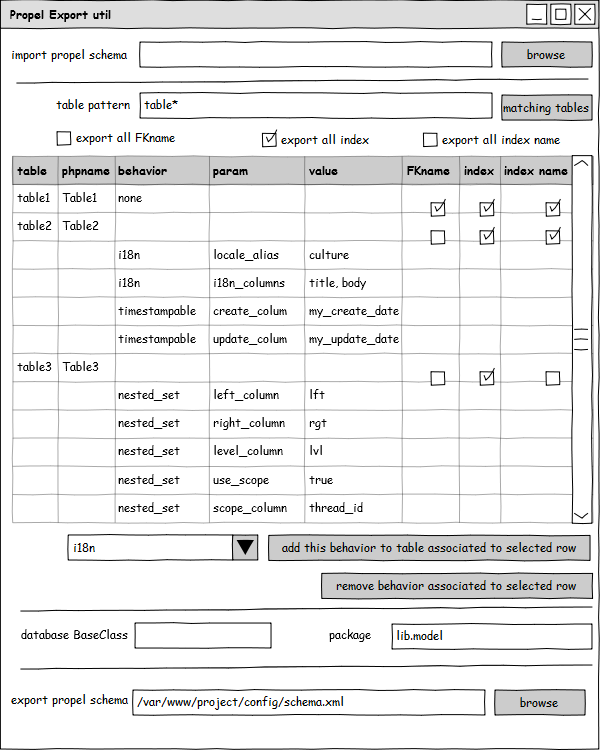 Propel Export util
import propel schema browse
table pattern table* matching tables
export all FKname export all index export all index name
table phpname behavior param value FKname index index name
table1 Table1 none
table2 Table2
i18n locale_alias culture
i18n i18n_columns title, body
timestampable create_colum my_create_date
timestampable update_colum my_update_date
table3 Table3
nested_set left_column lft
nested_set right_column rgt
nested_set level_column lvl
nested_set use_scope true
nested_set scope_column thread_id
i18n add this behavior to table associated to selected row
remove behavior associated to selected row
database BaseClass package lib.model
export propel schema /var/www/project/config/schema.xml browse